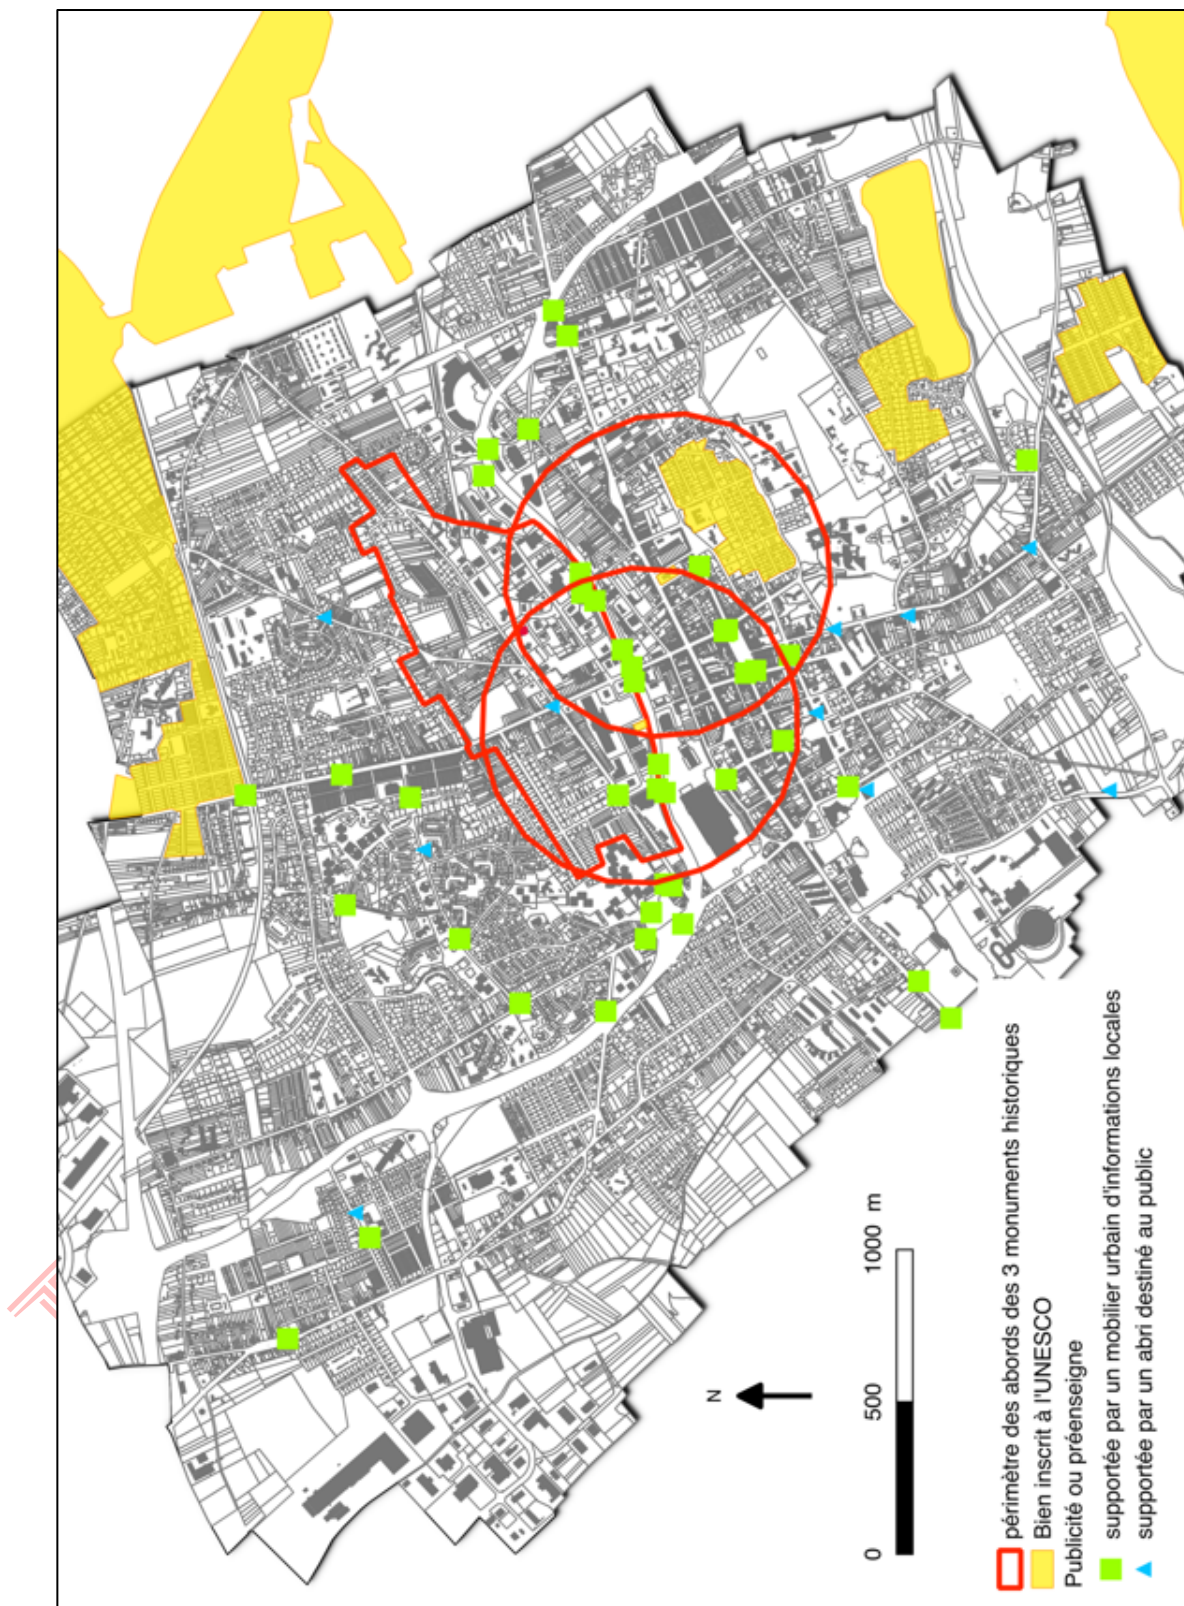 N
0 500 1000 m
périmètre des abords des 3 monuments historiques
Bien inscrit à l'UNESCO
Publicité ou préenseigne
supportée par un mobilier urbain d'informations locales
supportée par un abri destiné au public